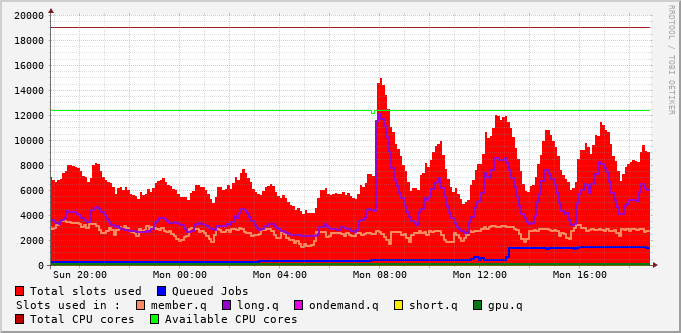 RRDTOOL / TOBI OETIKER
20000
18000
16000
14000
12000
10000
8000
6000
4000
2000
0
Sun 20:00 Mon 00:00 Mon 04:00 Mon 08:00 Mon 12:00 Mon 16:00
Total slots used Queued Jobs
Slots used in : member.q long.q ondemand.q short.q gpu.q
Total CPU cores Available CPU cores